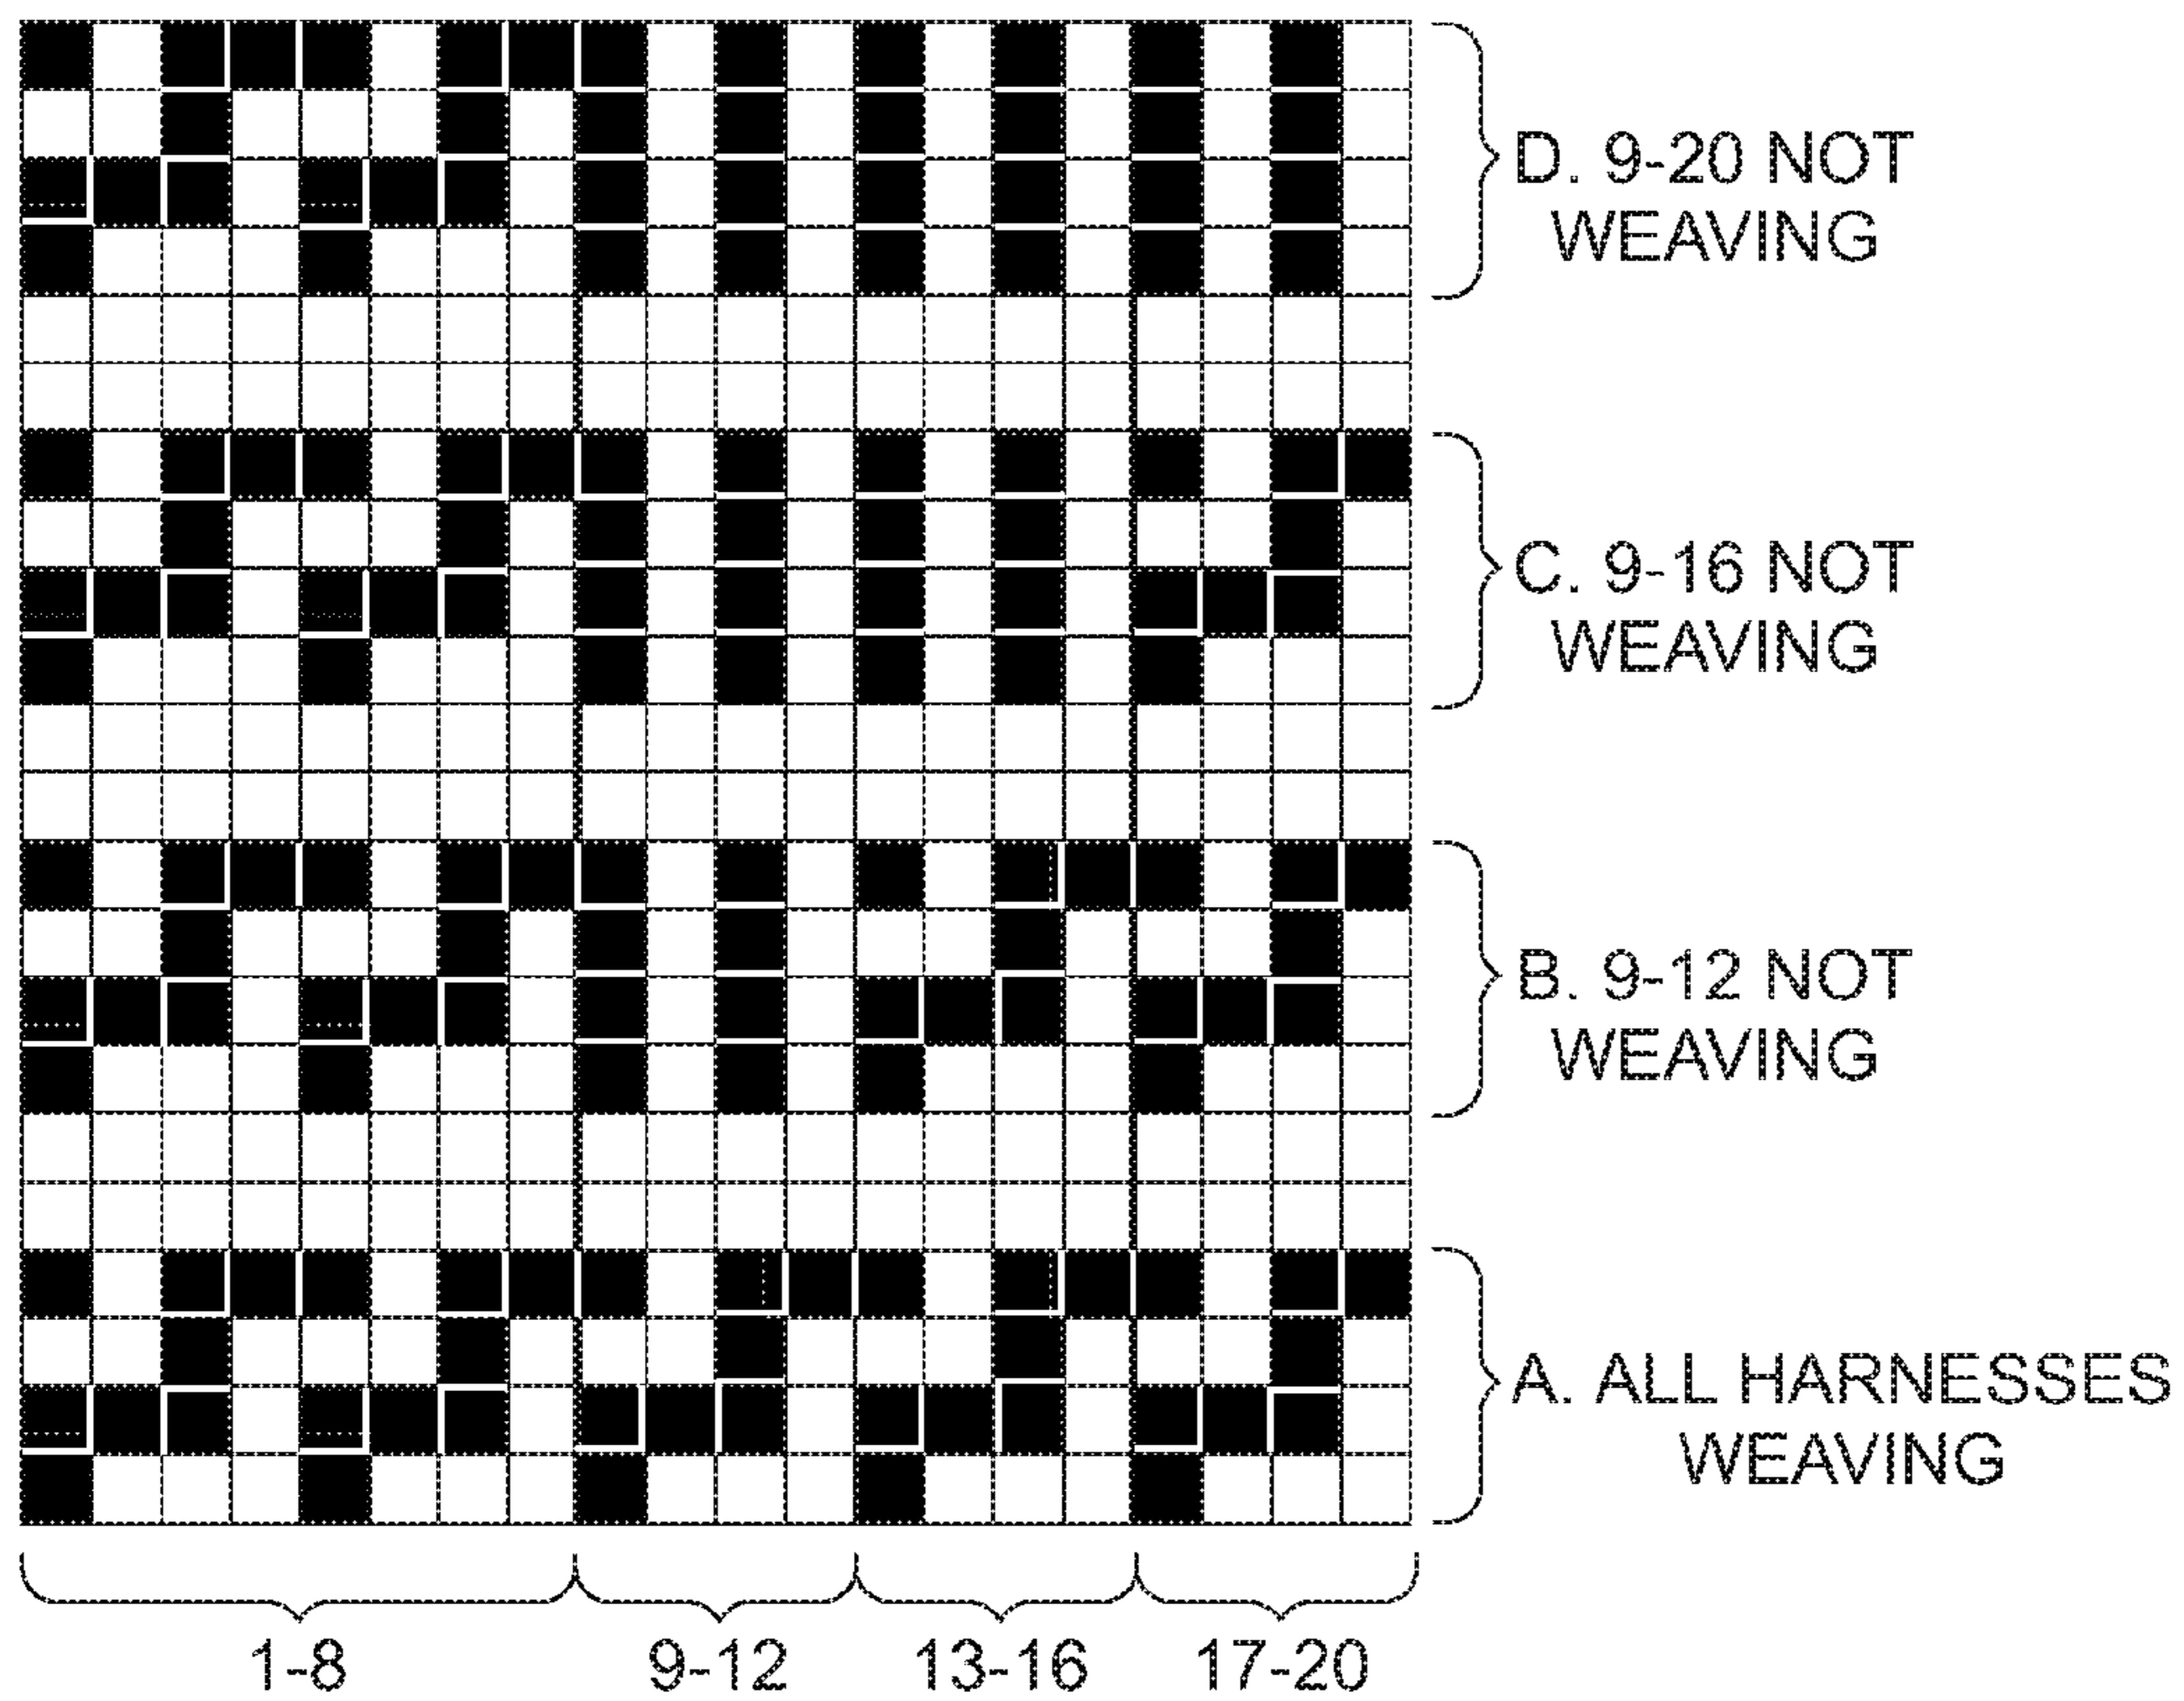 D. 9-20 NOT
WEAVING
C. 9-16 NOT
WEAVING
B. 9-12 NOT
WEAVING
A. ALL HARNESSES
WEAVING
1-8
9-12
13-16
17-20